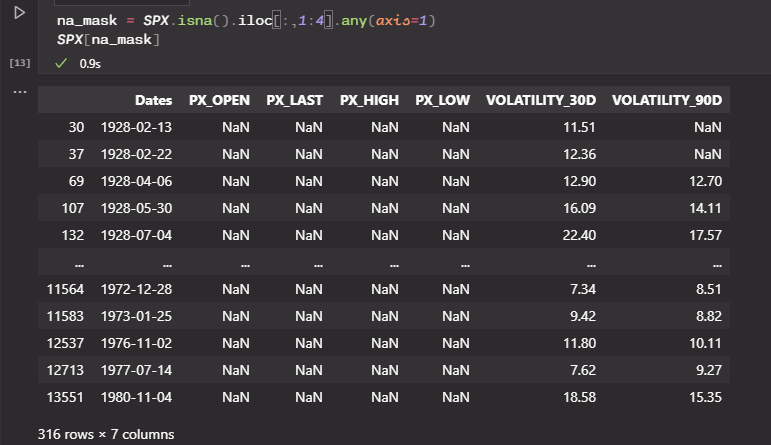 na_mask = SPX.isna().iloc[:,1:4].any(axis=1)
SPX[na_mask]
[13] ✓ 0.9s
...
Dates PX_OPEN PX_LAST PX_HIGH PX_LOW VOLATILITY_30D VOLATILITY_90D
30 1928-02-13 NaN NaN NaN NaN 11.51 NaN
37 1928-02-22 NaN NaN NaN NaN 12.36 NaN
69 1928-04-06 NaN NaN NaN NaN 12.90 12.70
107 1928-05-30 NaN NaN NaN NaN 16.09 14.11
132 1928-07-04 NaN NaN NaN NaN 22.40 17.57
... ... ... ... ... ... ... ...
11564 1972-12-28 NaN NaN NaN NaN 7.34 8.51
11583 1973-01-25 NaN NaN NaN NaN 9.42 8.82
12537 1976-11-02 NaN NaN NaN NaN 11.80 10.11
12713 1977-07-14 NaN NaN NaN NaN 7.62 9.27
13551 1980-11-04 NaN NaN NaN NaN 18.58 15.35
316 rows × 7 columns